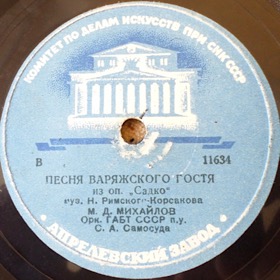 КОМИТЕТ ПО ДЕЛАМ ИСКУССТВ ПРИ СНК СССР
В 11634
ПЕСНЯ ВАРЯЖСКОГО ГОСТЯ
из оп. „Садко"
муз. Н. Римского-Корсакова
М. Д. МИХАЙЛОВ
Орк. ГАБТ СССР п.у.
С. А. Самосуда
АПРЕЛЕВСКИЙ ЗАВОД